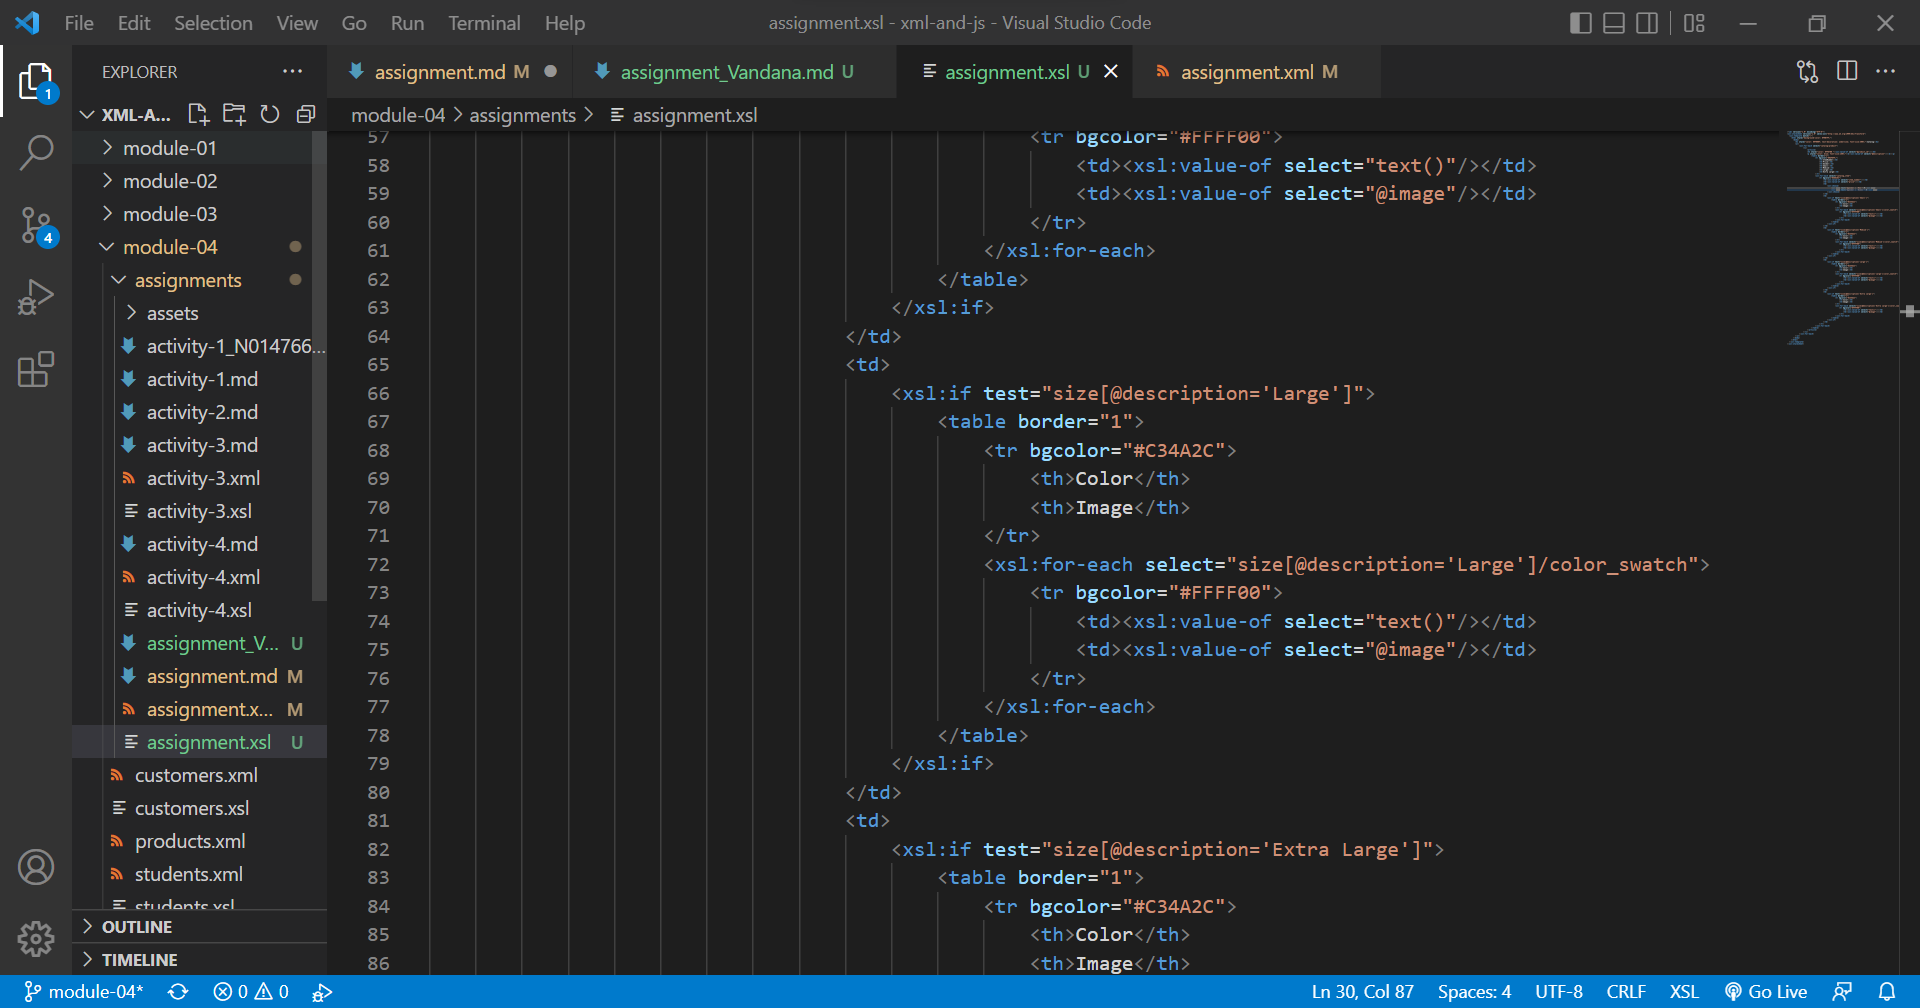 File Edit Selection View Go Run Terminal Help
assignment.xsl - xml-and-js - Visual Studio Code
EXPLORER
assignment.md M
assignment_Vandana.md U
assignment.xsl U
assignment.xml M
XML-A...
module-04 > assignments > assignment.xsl
1
4
module-01
module-02
module-03
module-04
assignments
assets
activity-1_N014766...
activity-1.md
activity-2.md
activity-3.md
activity-3.xml
activity-3.xsl
activity-4.md
activity-4.xml
activity-4.xsl
assignment_V... U
assignment.md M
assignment.x... M
assignment.xsl U
customers.xml
customers.xsl
products.xml
students.xml
students.xsl
OUTLINE
TIMELINE
57 <tr bgcolor="#FFFF00">
58 <td><xsl:value-of select="text()"/></td>
59 <td><xsl:value-of select="@image"/></td>
60 </tr>
61 </xsl:for-each>
62 </table>
63 </xsl:if>
64 </td>
65 <td>
66 <xsl:if test="size[@description='Large']">
67 <table border="1">
68 <tr bgcolor="#C34A2C">
69 <th>Color</th>
70 <th>Image</th>
71 </tr>
72 <xsl:for-each select="size[@description='Large']/color_swatch">
73 <tr bgcolor="#FFFF00">
74 <td><xsl:value-of select="text()"/></td>
75 <td><xsl:value-of select="@image"/></td>
76 </tr>
77 </xsl:for-each>
78 </table>
79 </xsl:if>
80 </td>
81 <td>
82 <xsl:if test="size[@description='Extra Large']">
83 <table border="1">
84 <tr bgcolor="#C34A2C">
85 <th>Color</th>
86 <th>Image</th>
module-04* 0 0 Ln 30, Col 87 Spaces: 4 UTF-8 CRLF XSL Go Live